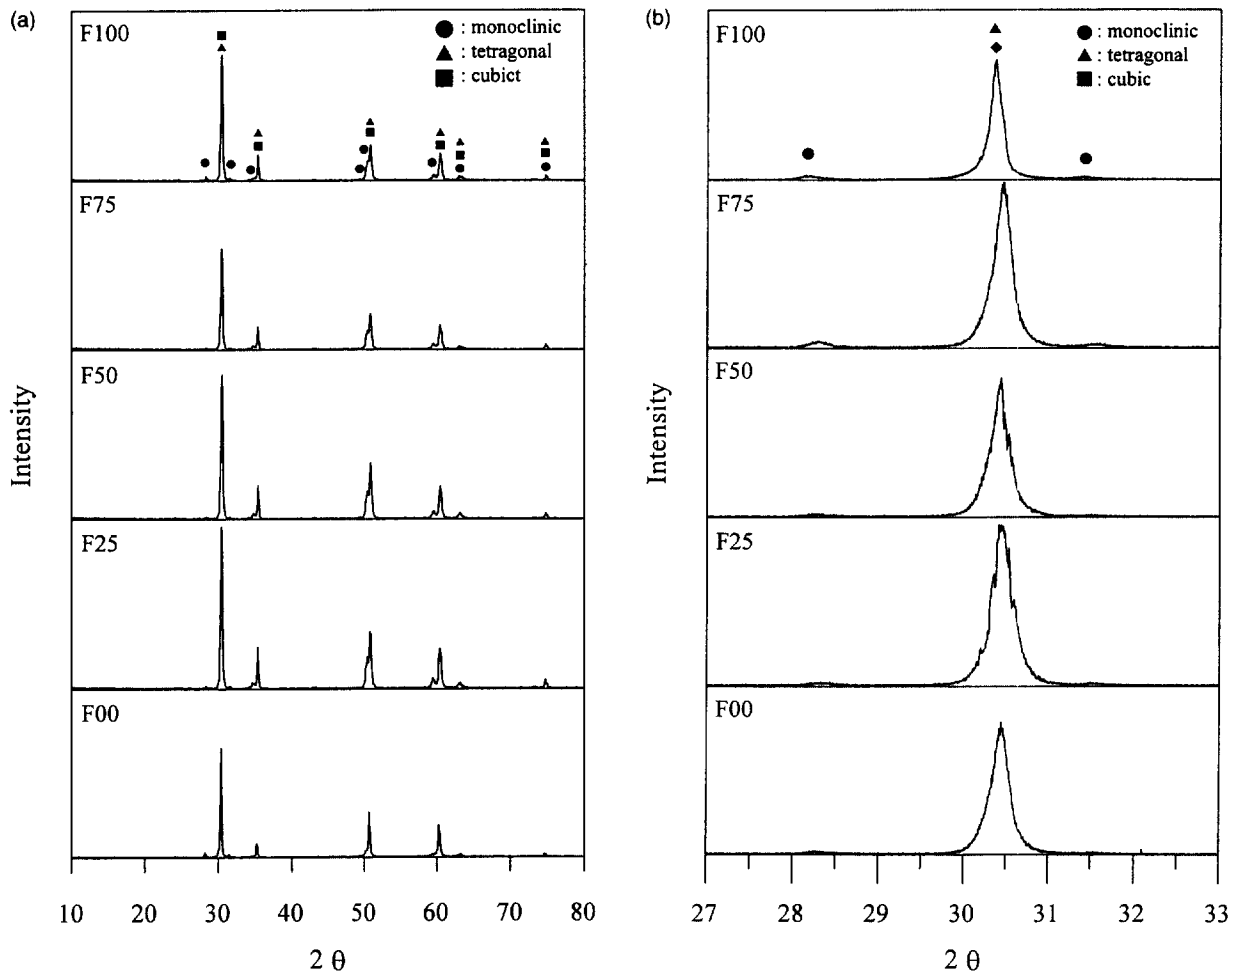 (a)
F100
● : monoclinic
▲ : tetragonal
■ : cubict
F75
F50
F25
F00
Intensity
10 20 30 40 50 60 70 80
2 θ
(b)
F100
● : monoclinic
▲ : tetragonal
■ : cubic
F75
F50
F25
F00
Intensity
27 28 29 30 31 32 33
2 θ